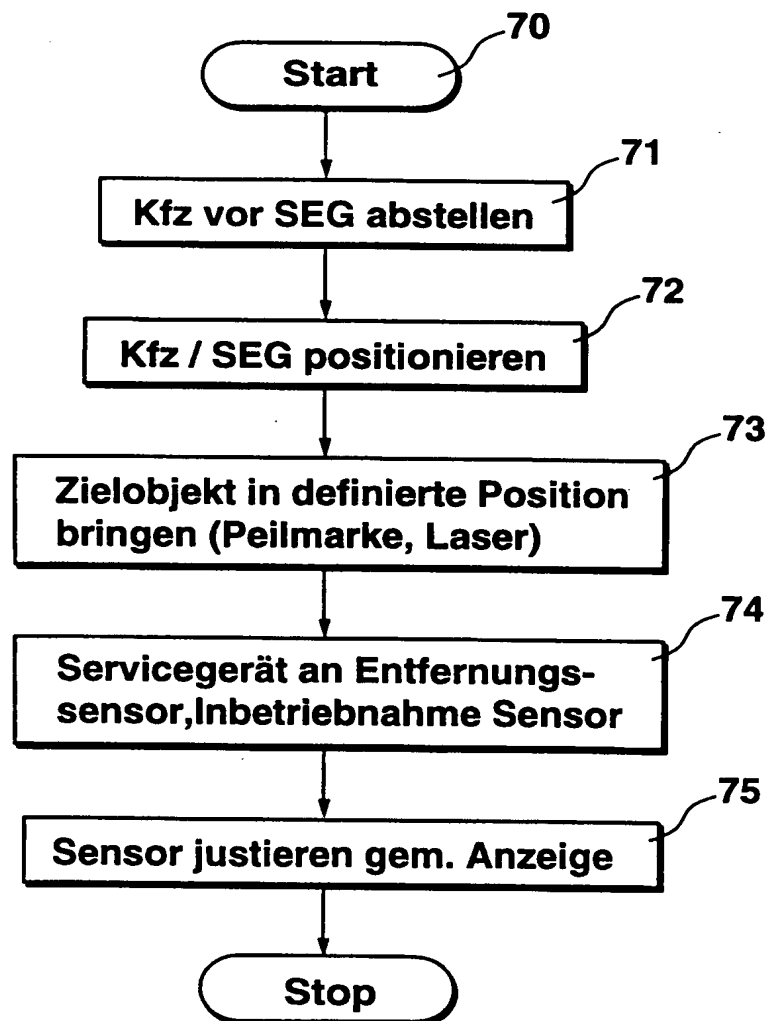 70
Start
71
Kfz vor SEG abstellen
72
Kfz / SEG positionieren
73
Zielobjekt in definierte Position
bringen (Peilmarke, Laser)
74
Servicegerät an Entfernungs-
sensor,Inbetriebnahme Sensor
75
Sensor justieren gem. Anzeige
Stop